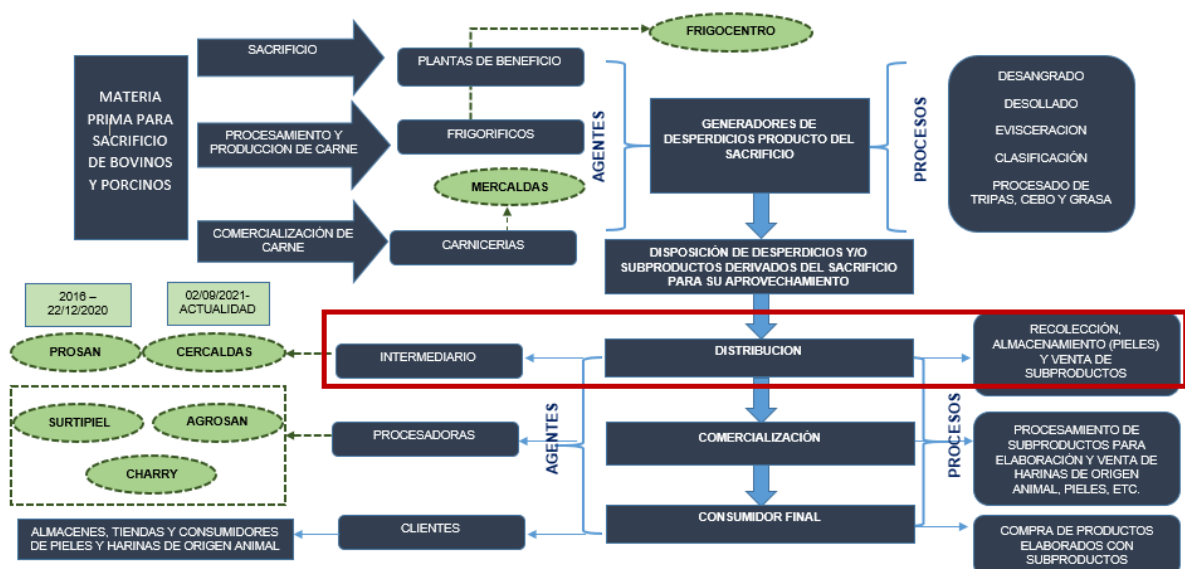 FRIGOCENTRO
SACRIFICIO
PLANTAS DE BENEFICIO
MATERIA
PRIMA PARA
SACRIFICIO
DE BOVINOS
Y PORCINOS
PROCESAMIENTO Y
PRODUCCION DE CARNE
FRIGORIFICOS
MERCALDAS
COMERCIALIZACIÓN DE
CARNE
CARNICERIAS
AGENTES
GENERADORES DE
DESPERDICIOS PRODUCTO DEL
SACRIFICIO
PROCESOS
DESANGRADO
DESOLLADO
EVISCERACION
CLASIFICACIÓN
PROCESADO DE
TRIPAS, CEBO Y GRASA
DISPOSICIÓN DE DESPERDICIOS Y/O
SUBPRODUCTOS DERIVADOS DEL SACRIFICIO
PARA SU APROVECHAMIENTO
2016 –
22/12/2020
02/09/2021-
ACTUALIDAD
PROSAN
CERCALDAS
INTERMEDIARIO
DISTRIBUCION
RECOLECCIÓN,
ALMACENAMIENTO (PIELES)
Y VENTA DE
SUBPRODUCTOS
SURTIPIEL
AGROSAN
CHARRY
PROCESADORAS
AGENTES
COMERCIALIZACIÓN
PROCESOS
PROCESAMIENTO DE
SUBPRODUCTOS PARA
ELABORACIÓN Y VENTA DE
HARINAS DE ORIGEN
ANIMAL, PIELES, ETC.
ALMACENES, TIENDAS Y CONSUMIDORES
DE PIELES Y HARINAS DE ORIGEN ANIMAL
CLIENTES
CONSUMIDOR FINAL
COMPRA DE PRODUCTOS
ELABORADOS CON
SUBPRODUCTOS